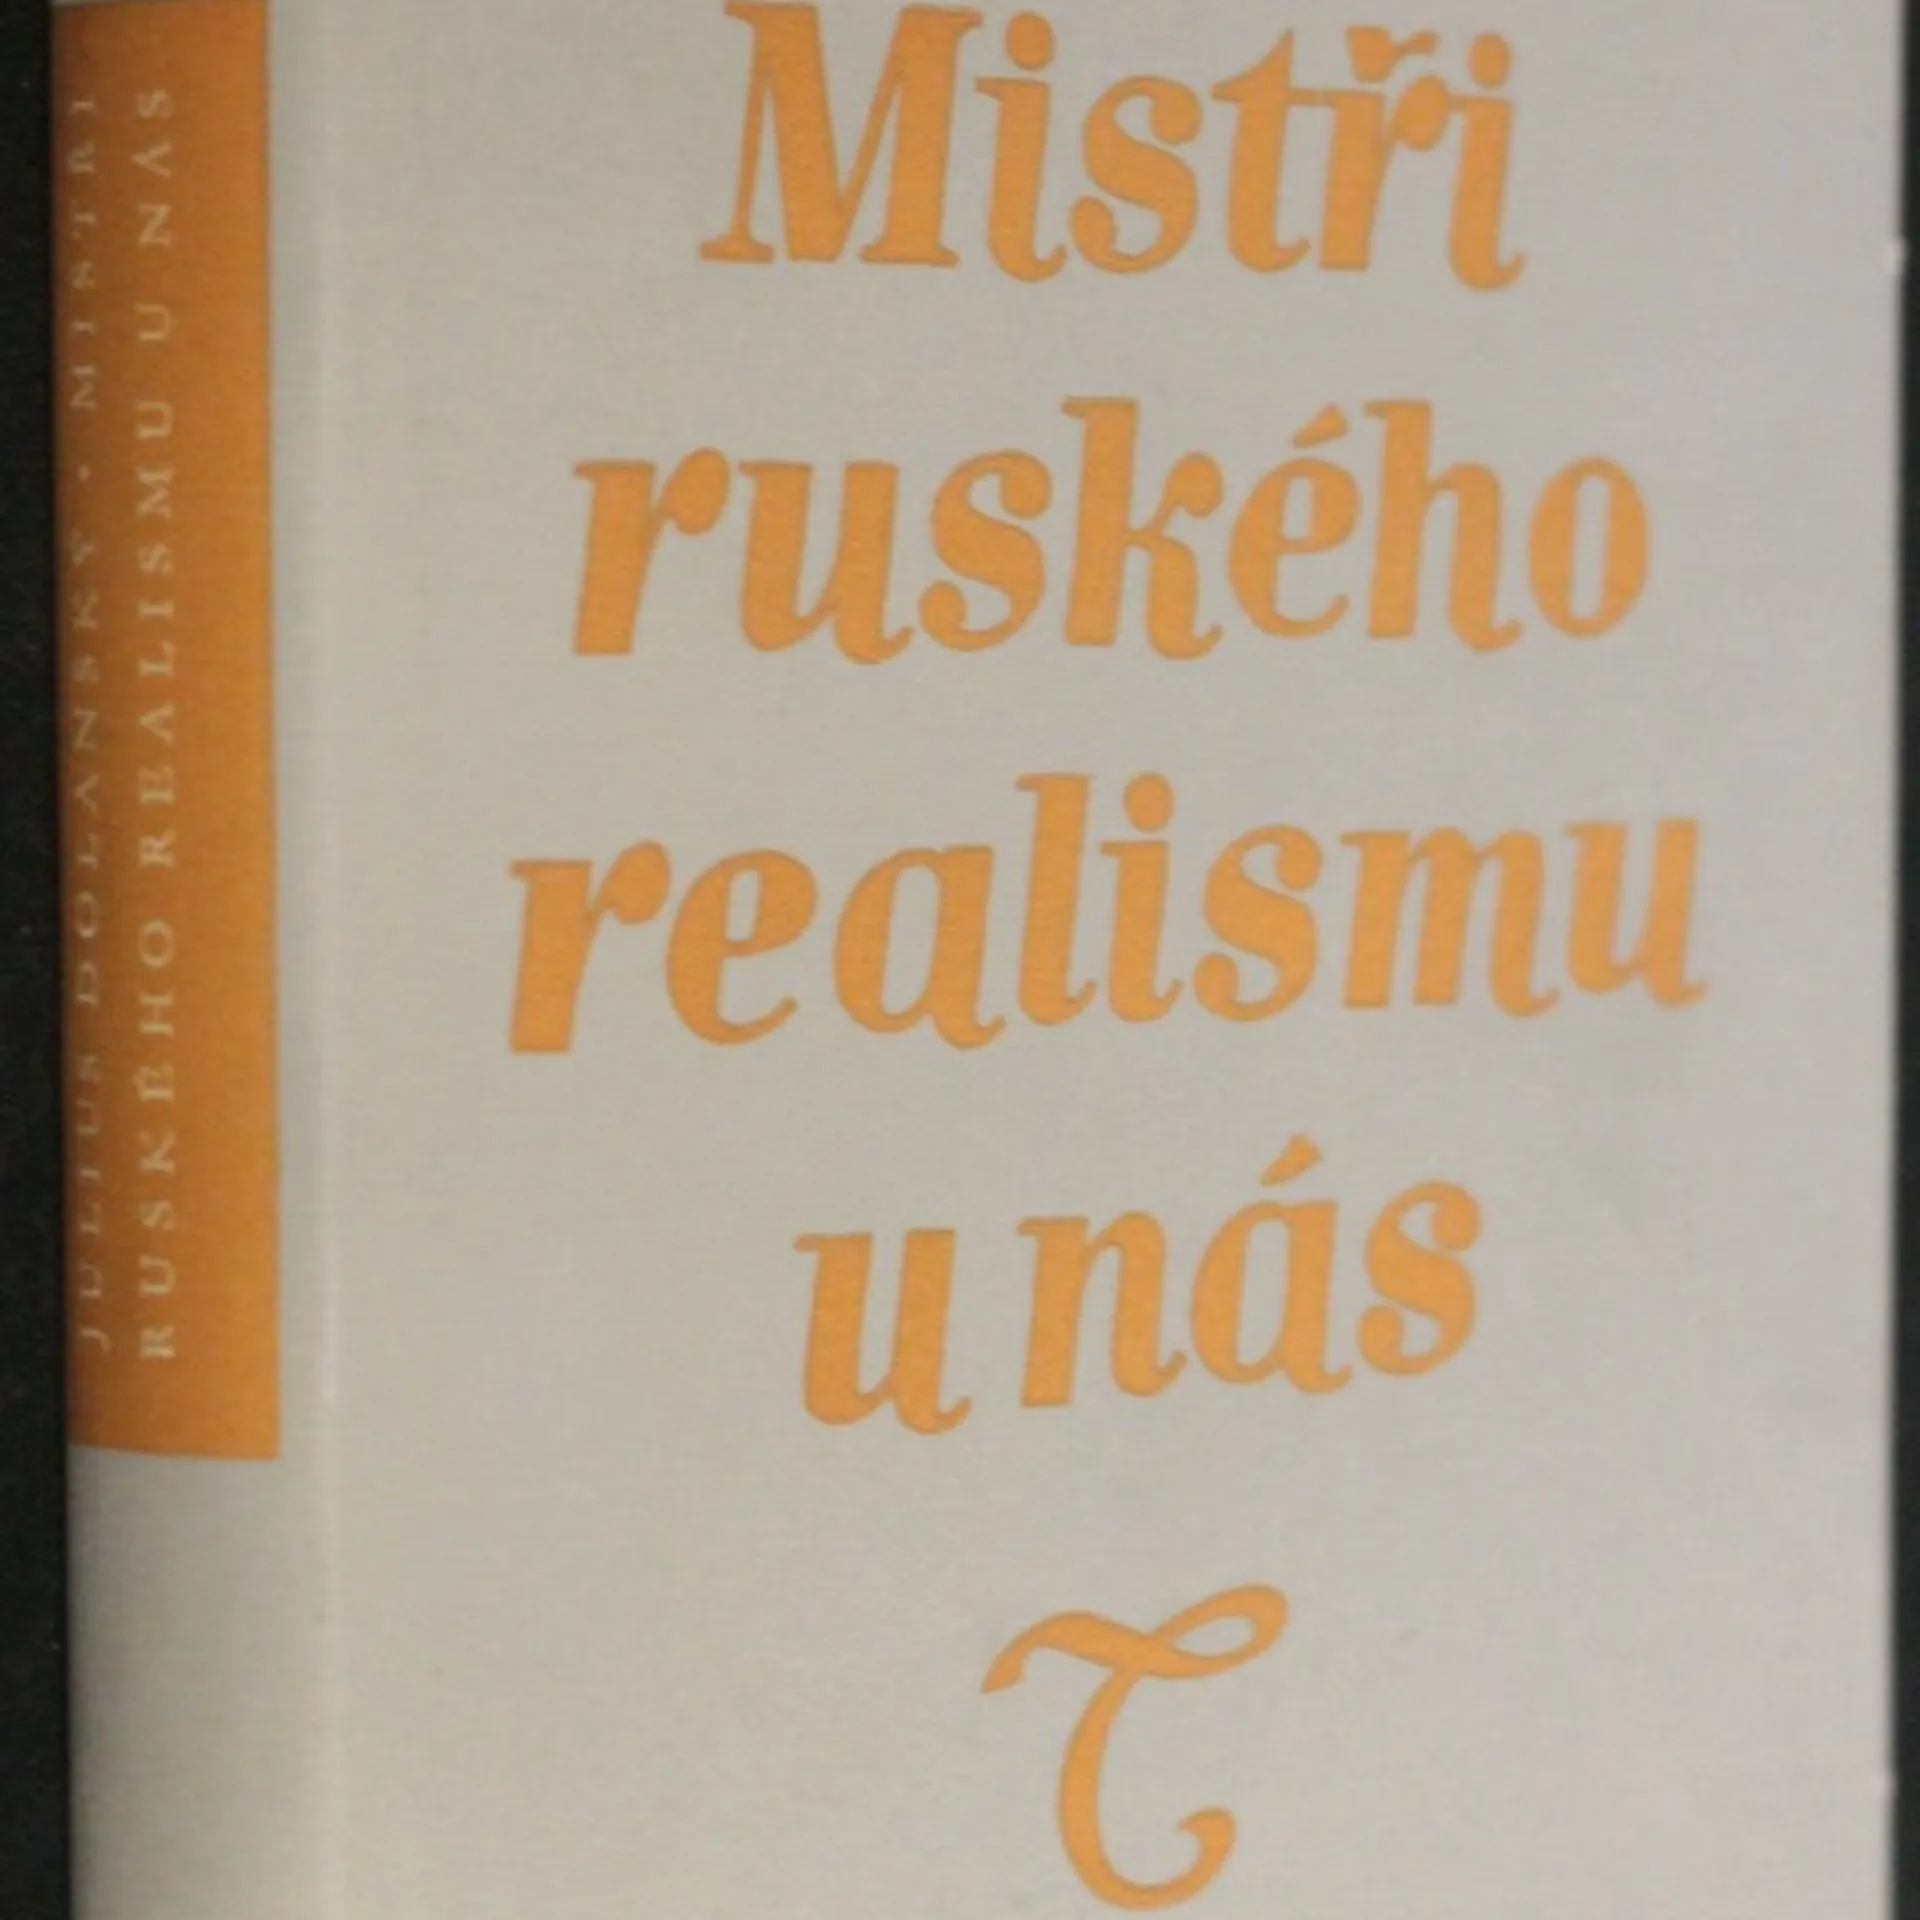 JULIUS DOLANSKÝ · MISTŘI
RUSKÉHO REALISMU U NÁS
Mistři
ruského
realismu
u nás